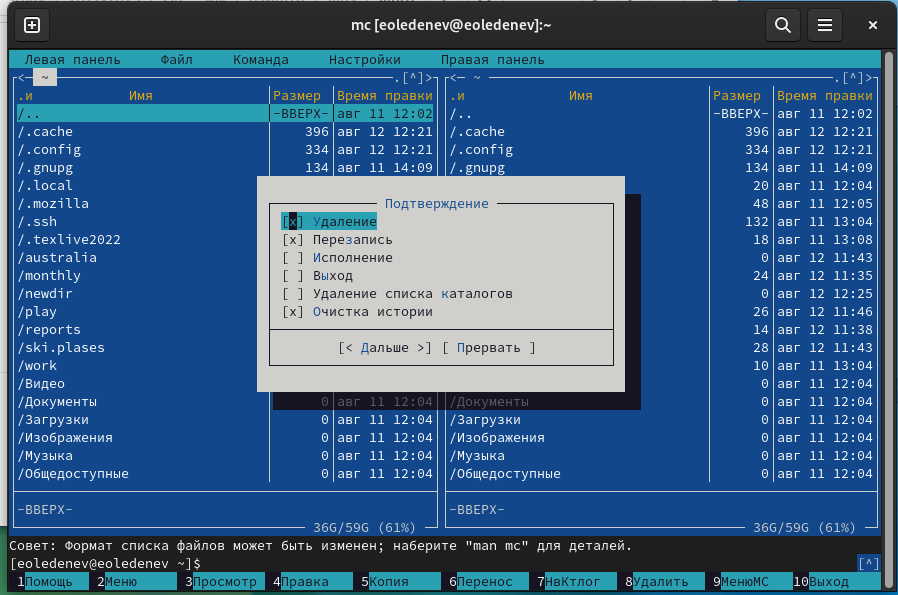 mc [eoledenev@eoledenev]:~
Левая панель Файл Команда Настройки Правая панель
<─ ~ .[^]> <─ ~ .[^]>
.и Имя Размер Время правки .и Имя Размер Время правки
/.. -ВВЕРХ- авг 11 12:02 /.. -ВВЕРХ- авг 11 12:02
/.cache 396 авг 12 12:21 /.cache 396 авг 12 12:21
/.config 334 авг 12 12:21 /.config 334 авг 12 12:21
/.gnupg 134 авг 11 14:09 /.gnupg 134 авг 11 14:09
/.local 20 авг 11 12:04
/.mozilla Подтверждение 48 авг 11 12:05
/.ssh [x] Удаление 132 авг 11 13:04
/.texlive2022 [x] Перезапись 18 авг 11 13:08
/australia [ ] Исполнение 0 авг 12 11:43
/monthly [ ] Выход 24 авг 12 11:35
/newdir [ ] Удаление списка каталогов 0 авг 12 12:25
/play [x] Очистка истории 26 авг 12 11:46
/reports 14 авг 12 11:38
/ski.plases [< Дальше >] [ Прервать ] 28 авг 12 11:43
/work 10 авг 11 13:04
/Видео 0 авг 11 12:04
/Документы 0 авг 11 12:04 /Документы 0 авг 11 12:04
/Загрузки 0 авг 11 12:04 /Загрузки 0 авг 11 12:04
/Изображения 0 авг 11 12:04 /Изображения 0 авг 11 12:04
/Музыка 0 авг 11 12:04 /Музыка 0 авг 11 12:04
/Общедоступные 0 авг 11 12:04 /Общедоступные 0 авг 11 12:04
-ВВЕРХ- -ВВЕРХ-
36G/59G (61%) 36G/59G (61%)
Совет: Формат списка файлов может быть изменен; наберите "man mc" для деталей.
[eoledenev@eoledenev ~]$ [^]
1Помощь 2Меню 3Просмотр 4Правка 5Копия 6Перенос 7НвКтлог 8Удалить 9МенюМС 10Выход